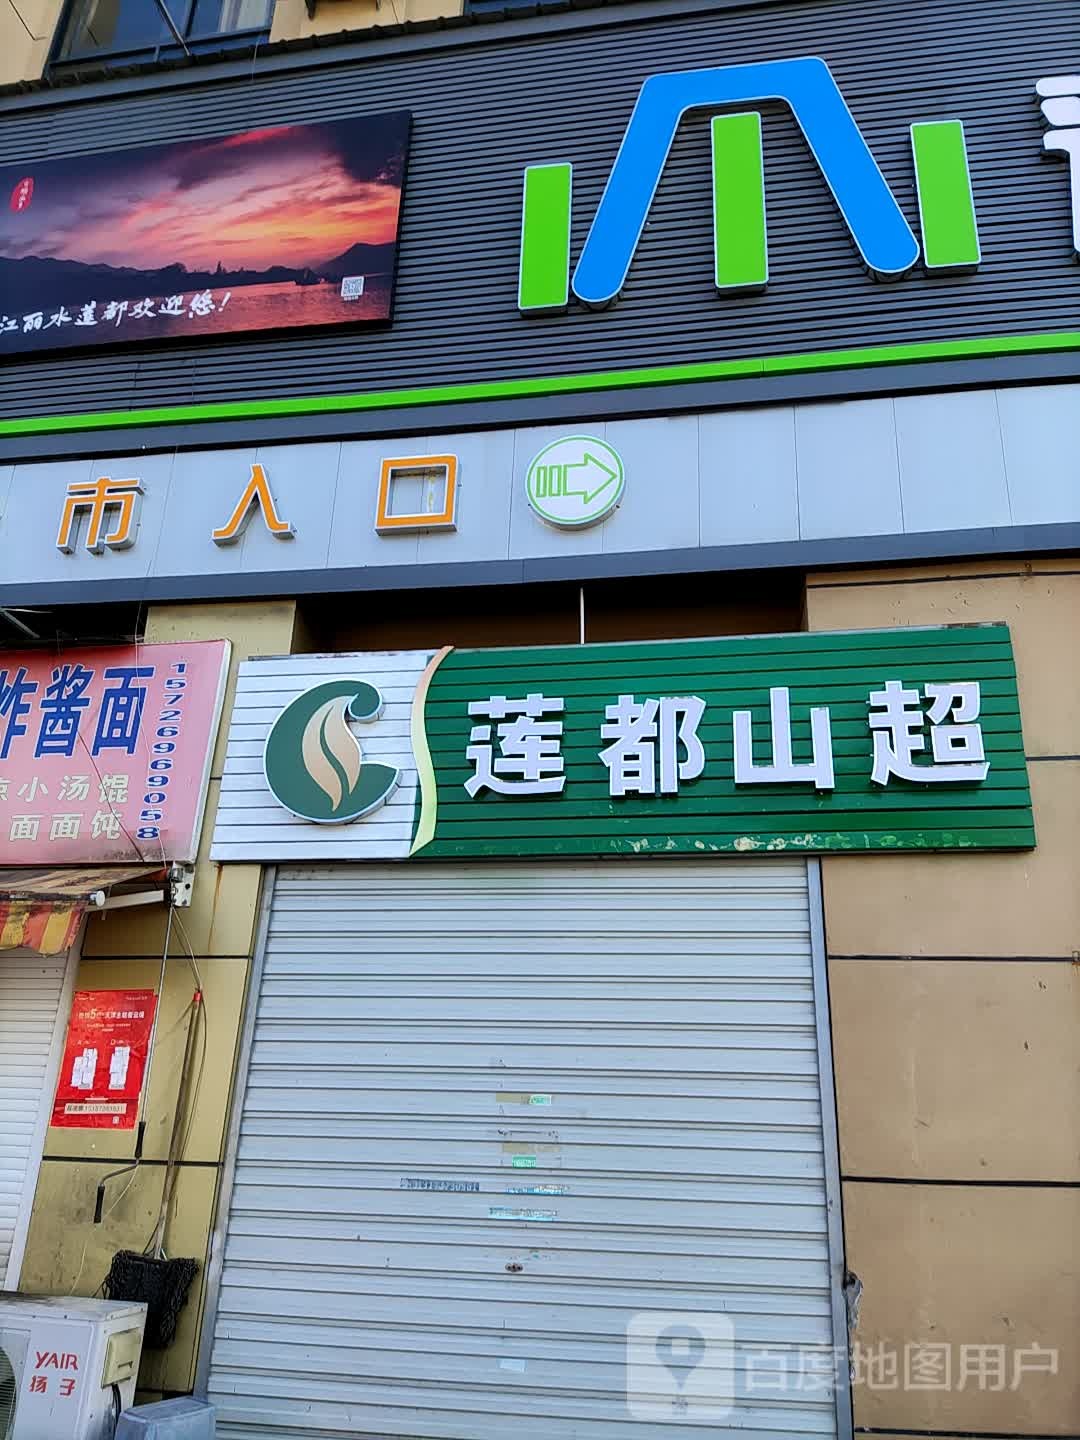 江丽水莲都欢迎您!
市入口
炸酱面
小汤馄
面面饨
15726969058
莲都山超
YAIR
扬子
百度地图用户